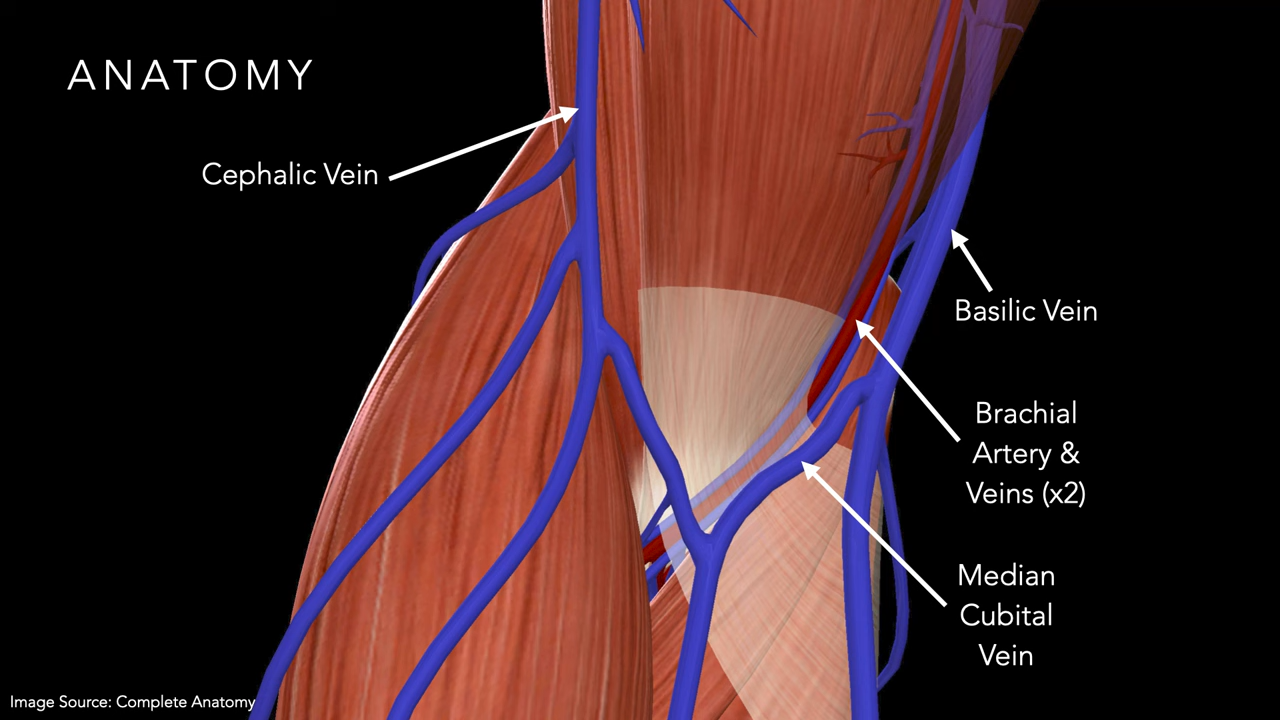 ANATOMY
Cephalic Vein
Basilic Vein
Brachial
Artery &
Veins (x2)
Median
Cubital
Vein
Image Source: Complete Anatomy